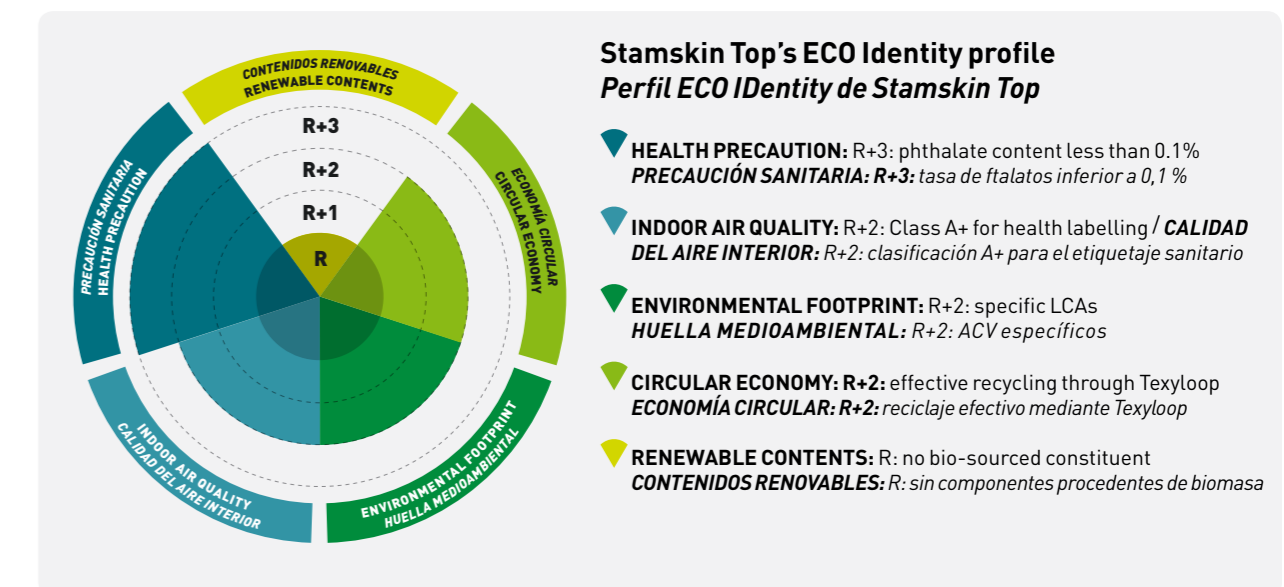 CONTENIDOS RENOVABLES
RENEWABLE CONTENTS
PRECAUCIÓN SANITARIA
HEALTH PRECAUTION
ECONOMÍA CIRCULAR
CIRCULAR ECONOMY
R+3
R+2
R+1
R
INDOOR AIR QUALITY
CALIDAD DEL AIRE INTERIOR
ENVIRONMENTAL FOOTPRINT
HUELLA MEDIOAMBIENTAL
Stamskin Top’s ECO Identity profile
Perfil ECO IDentity de Stamskin Top
HEALTH PRECAUTION: R+3: phthalate content less than 0.1%
PRECAUCIÓN SANITARIA: R+3: tasa de ftalatos inferior a 0,1 %
INDOOR AIR QUALITY: R+2: Class A+ for health labelling / CALIDAD
DEL AIRE INTERIOR: R+2: clasificación A+ para el etiquetaje sanitario
ENVIRONMENTAL FOOTPRINT: R+2: specific LCAs
HUELLA MEDIOAMBIENTAL: R+2: ACV específicos
CIRCULAR ECONOMY: R+2: effective recycling through Texyloop
ECONOMÍA CIRCULAR: R+2: reciclaje efectivo mediante Texyloop
RENEWABLE CONTENTS: R: no bio-sourced constituent
CONTENIDOS RENOVABLES: R: sin componentes procedentes de biomasa